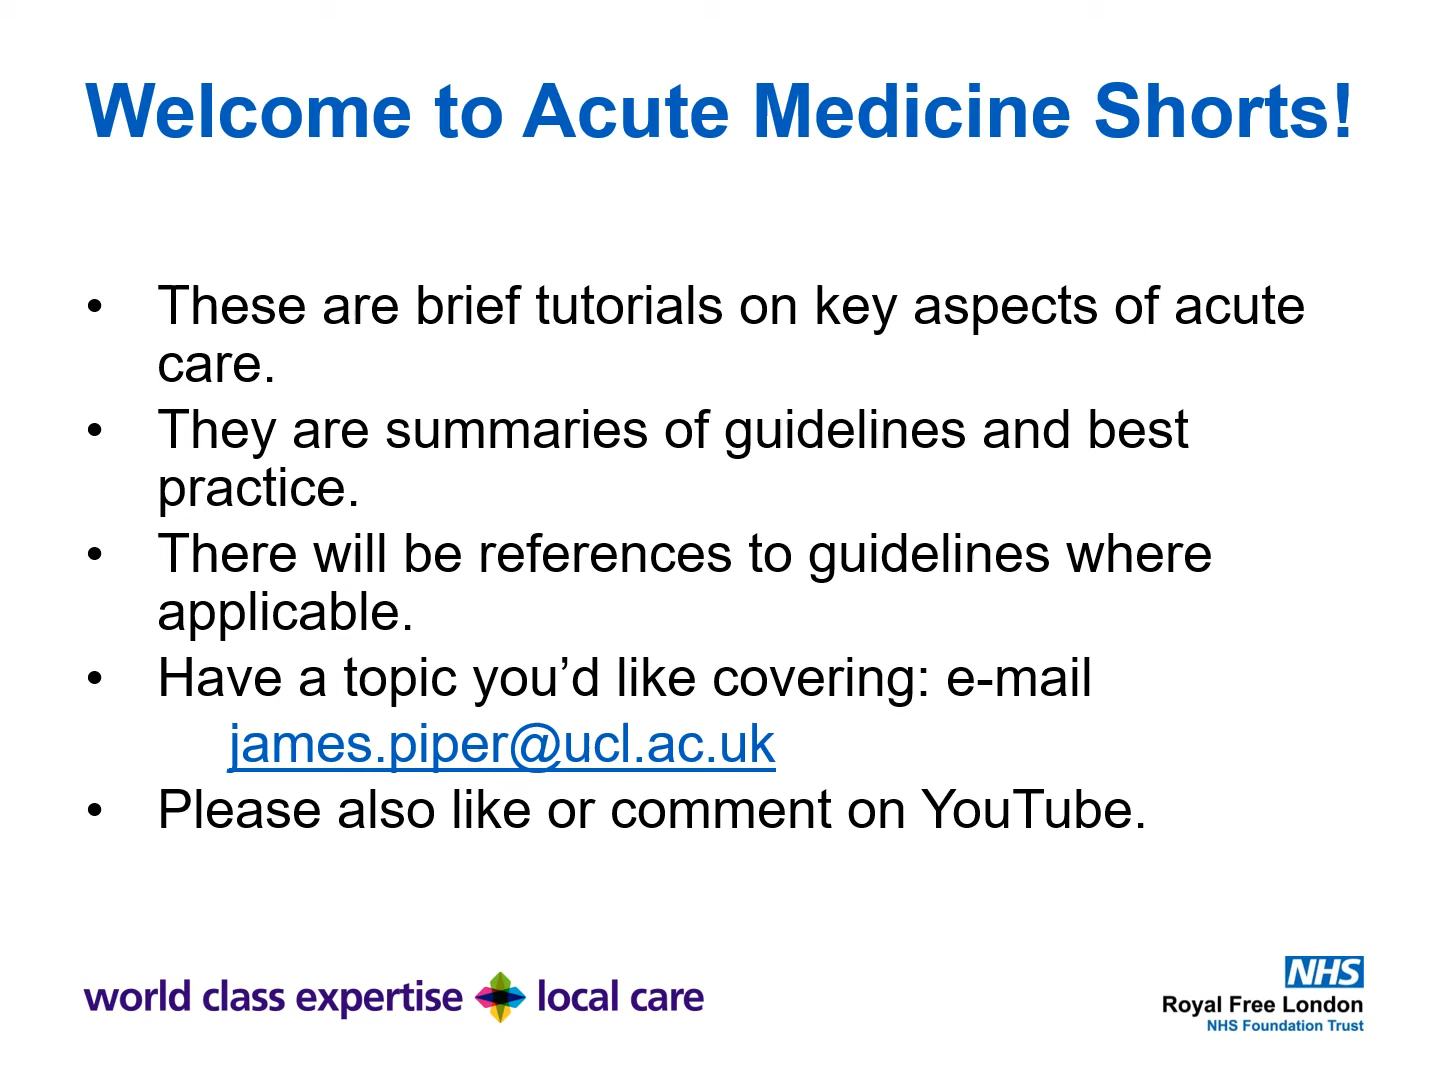 Welcome to Acute Medicine Shorts!
• These are brief tutorials on key aspects of acute
care.
• They are summaries of guidelines and best
practice.
• There will be references to guidelines where
applicable.
• Have a topic you’d like covering: e-mail
james.piper@ucl.ac.uk
• Please also like or comment on YouTube.
world class expertise local care
NHS
Royal Free London
NHS Foundation Trust